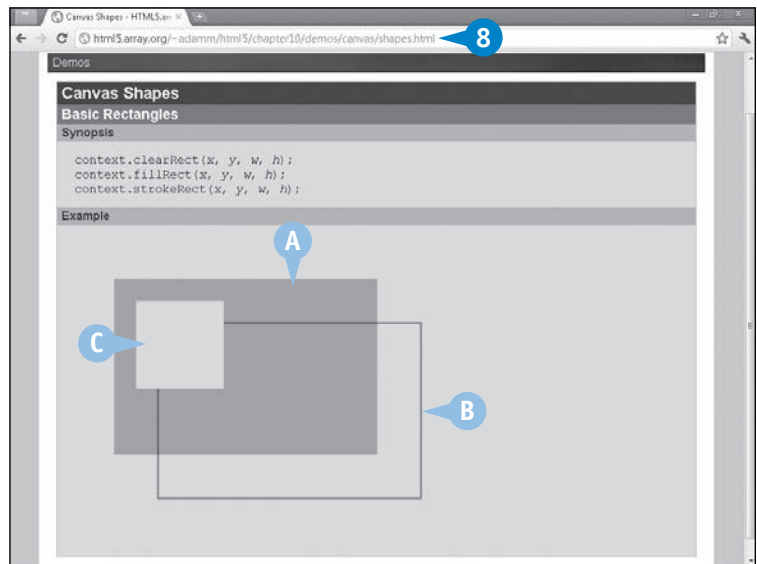 Canvas Shapes - HTML5.arr
html5.array.org/~adamm/html5/chapter10/demos/canvas/shapes.html
8
Demos
Canvas Shapes
Basic Rectangles
Synopsis
context.clearRect(x, y, w, h);
context.fillRect(x, y, w, h);
context.strokeRect(x, y, w, h);
Example
A
C
B